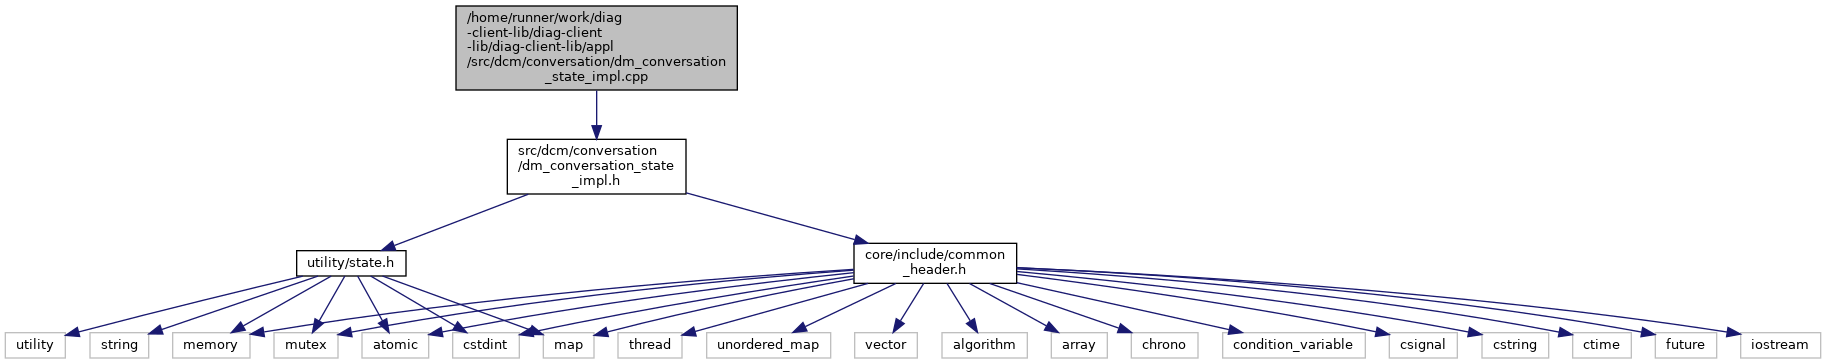 /home/runner/work/diag
-client-lib/diag-client
-lib/diag-client-lib/appl
/src/dcm/conversation/dm_conversation
_state_impl.cpp
src/dcm/conversation
/dm_conversation_state
_impl.h
utility/state.h
core/include/common
_header.h
utility
string
memory
mutex
atomic
cstdint
map
thread
unordered_map
vector
algorithm
array
chrono
condition_variable
csignal
cstring
ctime
future
iostream